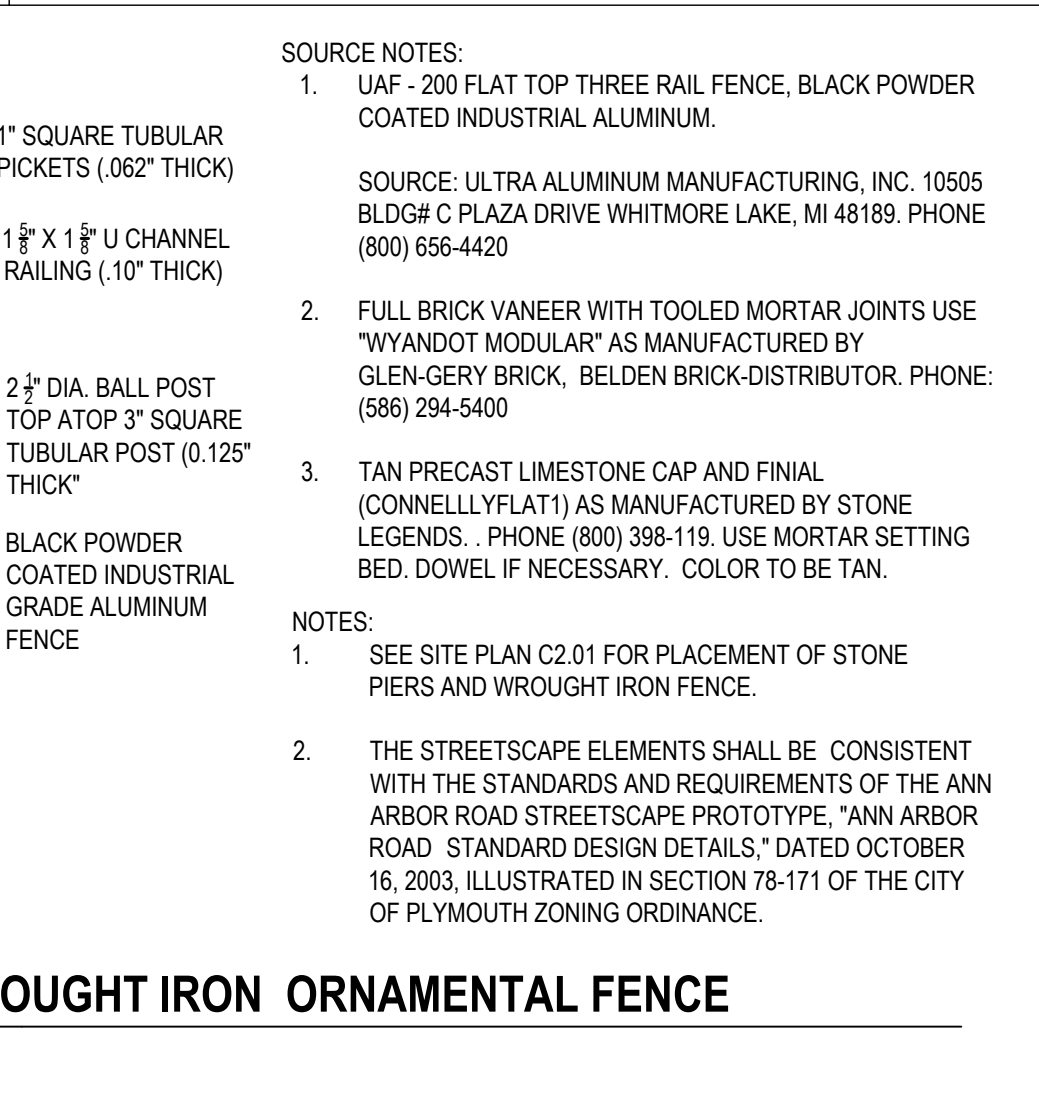 1" SQUARE TUBULAR
PICKETS (.062" THICK)
1 5/8" X 1 5/8" U CHANNEL
RAILING (.10" THICK)
2 1/2" DIA. BALL POST
TOP ATOP 3" SQUARE
TUBULAR POST (0.125"
THICK"
BLACK POWDER
COATED INDUSTRIAL
GRADE ALUMINUM
FENCE
SOURCE NOTES:
1. UAF - 200 FLAT TOP THREE RAIL FENCE, BLACK POWDER
COATED INDUSTRIAL ALUMINUM.
SOURCE: ULTRA ALUMINUM MANUFACTURING, INC. 10505
BLDG# C PLAZA DRIVE WHITMORE LAKE, MI 48189. PHONE
(800) 656-4420
2. FULL BRICK VANEER WITH TOOLED MORTAR JOINTS USE
"WYANDOT MODULAR" AS MANUFACTURED BY
GLEN-GERY BRICK, BELDEN BRICK-DISTRIBUTOR. PHONE:
(586) 294-5400
3. TAN PRECAST LIMESTONE CAP AND FINIAL
(CONNELLLYFLAT1) AS MANUFACTURED BY STONE
LEGENDS. . PHONE (800) 398-119. USE MORTAR SETTING
BED. DOWEL IF NECESSARY. COLOR TO BE TAN.
NOTES:
1. SEE SITE PLAN C2.01 FOR PLACEMENT OF STONE
PIERS AND WROUGHT IRON FENCE.
2. THE STREETSCAPE ELEMENTS SHALL BE CONSISTENT
WITH THE STANDARDS AND REQUIREMENTS OF THE ANN
ARBOR ROAD STREETSCAPE PROTOTYPE, "ANN ARBOR
ROAD STANDARD DESIGN DETAILS," DATED OCTOBER
16, 2003, ILLUSTRATED IN SECTION 78-171 OF THE CITY
OF PLYMOUTH ZONING ORDINANCE.
OUGHT IRON ORNAMENTAL FENCE